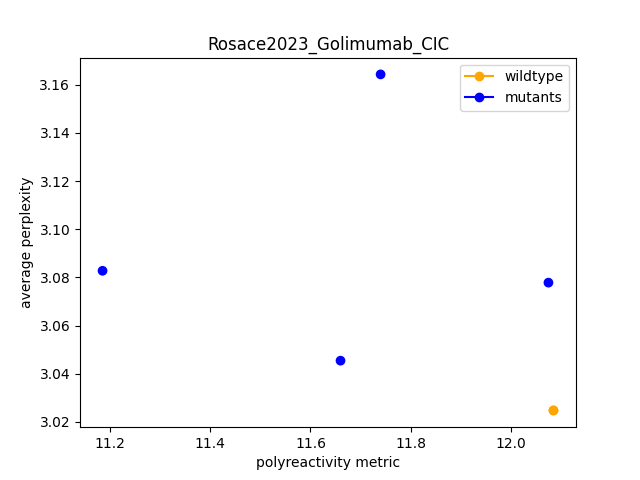 Rosace2023_Golimumab_CIC
wildtype
mutants
average perplexity
3.16
3.14
3.12
3.10
3.08
3.06
3.04
3.02
11.2 11.4 11.6 11.8 12.0
polyreactivity metric